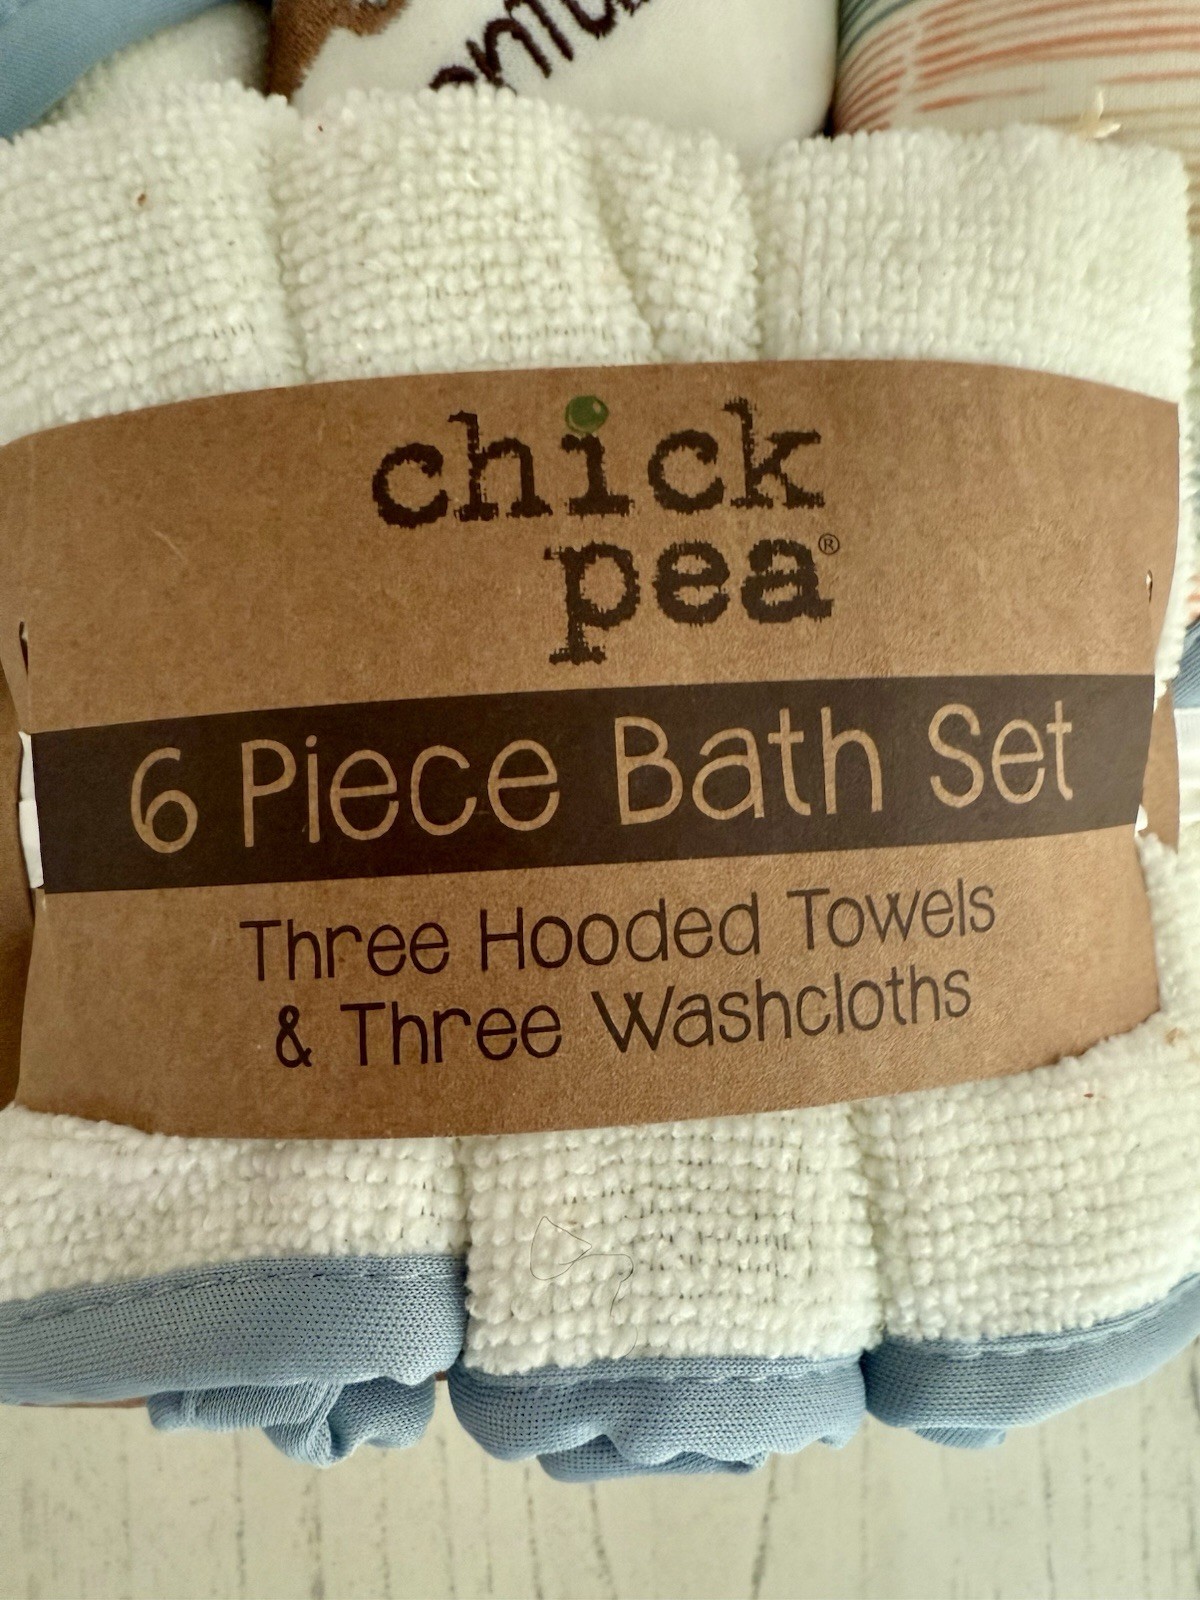 chick
pea®
6 Piece Bath Set
Three Hooded Towels
& Three Washcloths